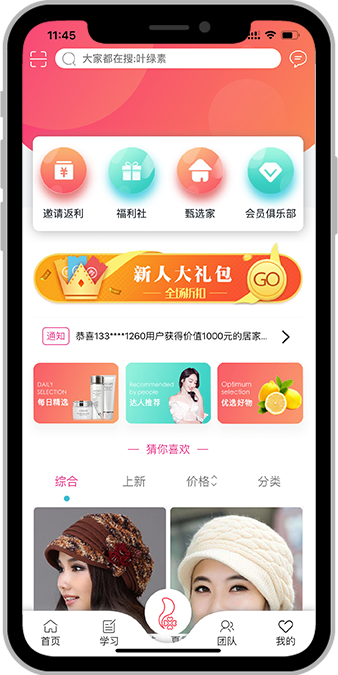 11:45
大家都在搜:叶绿素
邀请返利
福利社
甄选家
会员俱乐部
新人大礼包
全场折扣
GO
通知 恭喜133****1260用户获得价值1000元的居家...
DAILY
SELECTION
每日精选
Recommended
by people
达人推荐
Optimum
selection
优选好物
猜你喜欢
综合 上新 价格 分类
首页 学习 团队 我的